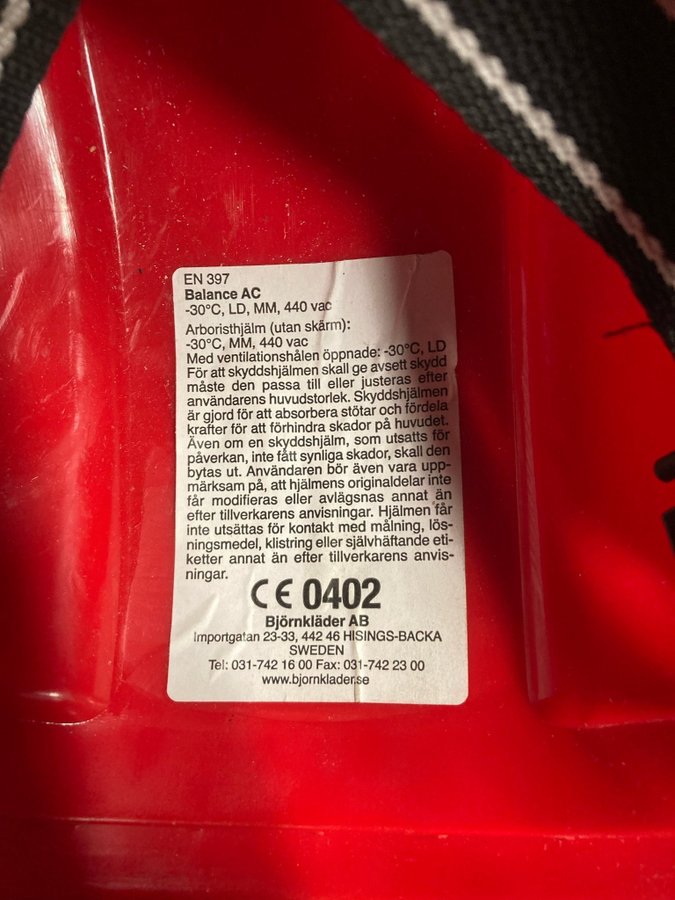 EN 397
Balance AC
-30°C, LD, MM, 440 vac
Arboristhjälm (utan skärm):
-30°C, MM, 440 vac
Med ventilationshålen öppnade: -30°C, LD
För att skyddshjälmen skall ge avsett skydd
måste den passa till eller justeras efter
användarens huvudstorlek. Skyddshjälmen
är gjord för att absorbera stötar och fördela
krafter för att förhindra skador på huvudet.
Även om en skyddshjälm, som utsatts för
påverkan, inte fått synliga skador, skall den
bytas ut. Användaren bör även vara upp-
märksam på, att hjälmens originaldelar inte
får modifieras eller avlägsnas annat än
efter tillverkarens anvisningar. Hjälmen får
inte utsättas för kontakt med målning, lös-
ningsmedel, klistring eller självhäftande eti-
ketter annat än efter tillverkarens anvis-
ningar.
CE 0402
Björnkläder AB
Importgatan 23-33, 442 46 HISINGS-BACKA
SWEDEN
Tel: 031-742 16 00 Fax: 031-742 23 00
www.bjornklader.se